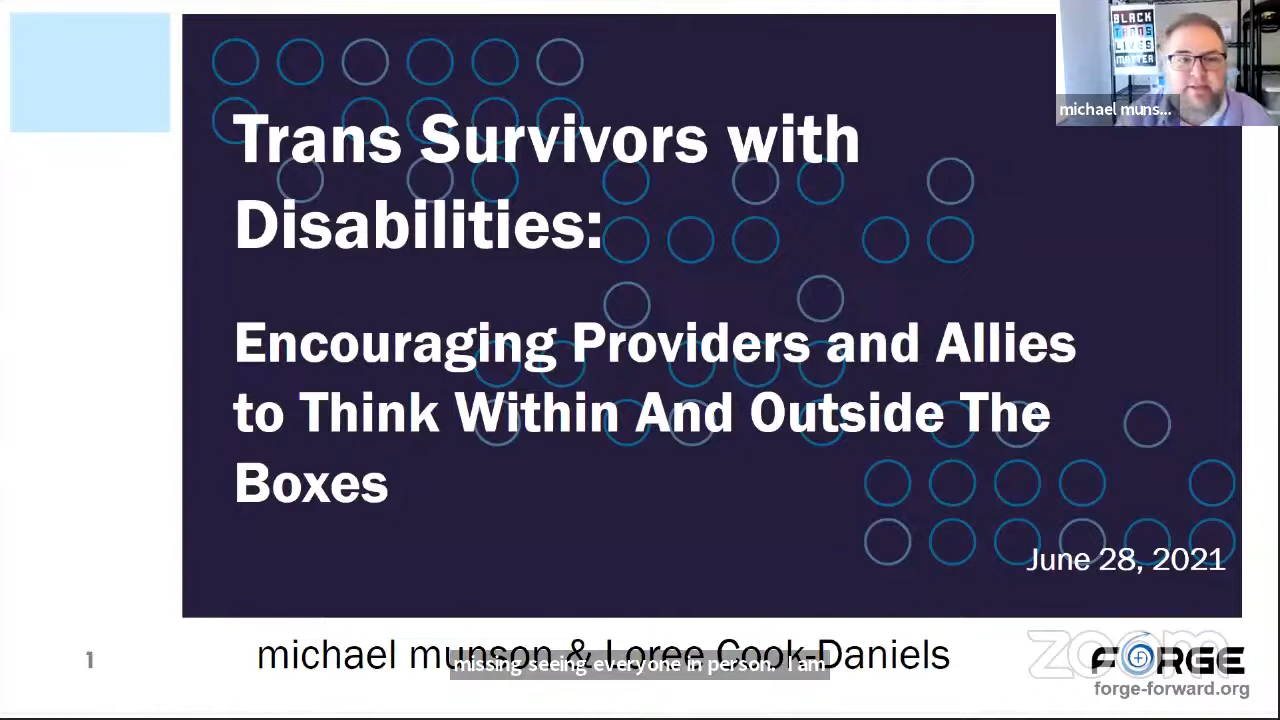 BLACK
TRANS
LIVES
MATTER
michael muns...
Trans Survivors with
Disabilities:
Encouraging Providers and Allies
to Think Within And Outside The
Boxes
June 28, 2021
1
michael munson & Loree Cook-Daniels
missing seeing everyone in person. I am
zoom
FORGE
forge-forward.org